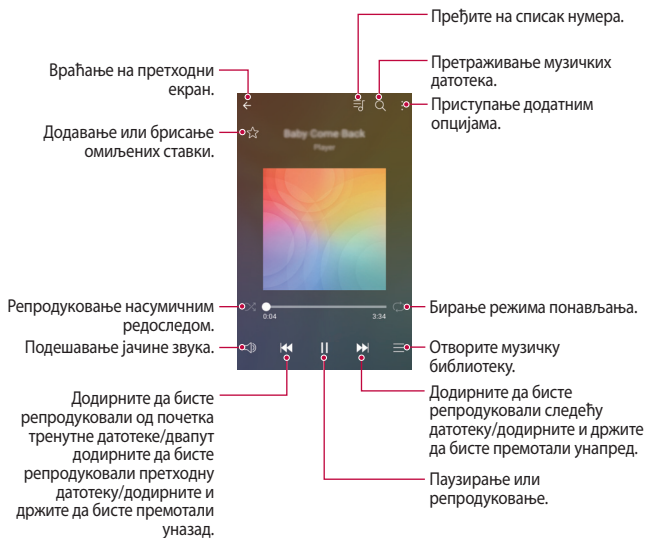 Пређите на списак нумера.
Враћање на претходни
екран.
Претраживање музичких
датотека.
Приступање додатним
опцијама.
Додавање или брисање
омиљених ставки.
Baby Come Back
Player
0:04
3:34
Репродуковање насумичним
редоследом.
Бирање режима понављања.
Подешавање јачине звука.
Отворите музичку
библиотеку.
Додирните да бисте
репродуковали од почетка
тренутне датотеке/двапут
додирните да бисте
репродуковали претходну
датотеку/додирните и
држите да бисте премотали
уназад.
Додирните да бисте
репродуковали следећу
датотеку/додирните и држите
да бисте премотали унапред.
Паузирање или
репродуковање.